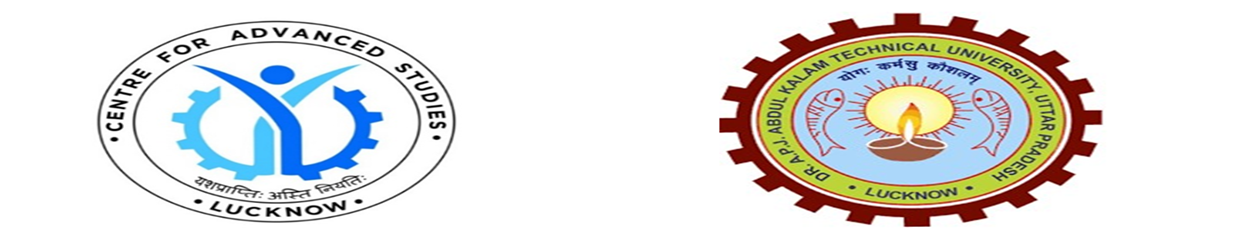 • CENTRE FOR ADVANCED STUDIES •
यशप्राप्तिः अस्ति नियतिः
• LUCKNOW •
DR. A.P.J. ABDUL KALAM TECHNICAL UNIVERSITY, UTTAR PRADESH
योगः कर्मसु कौशलम्
• LUCKNOW •